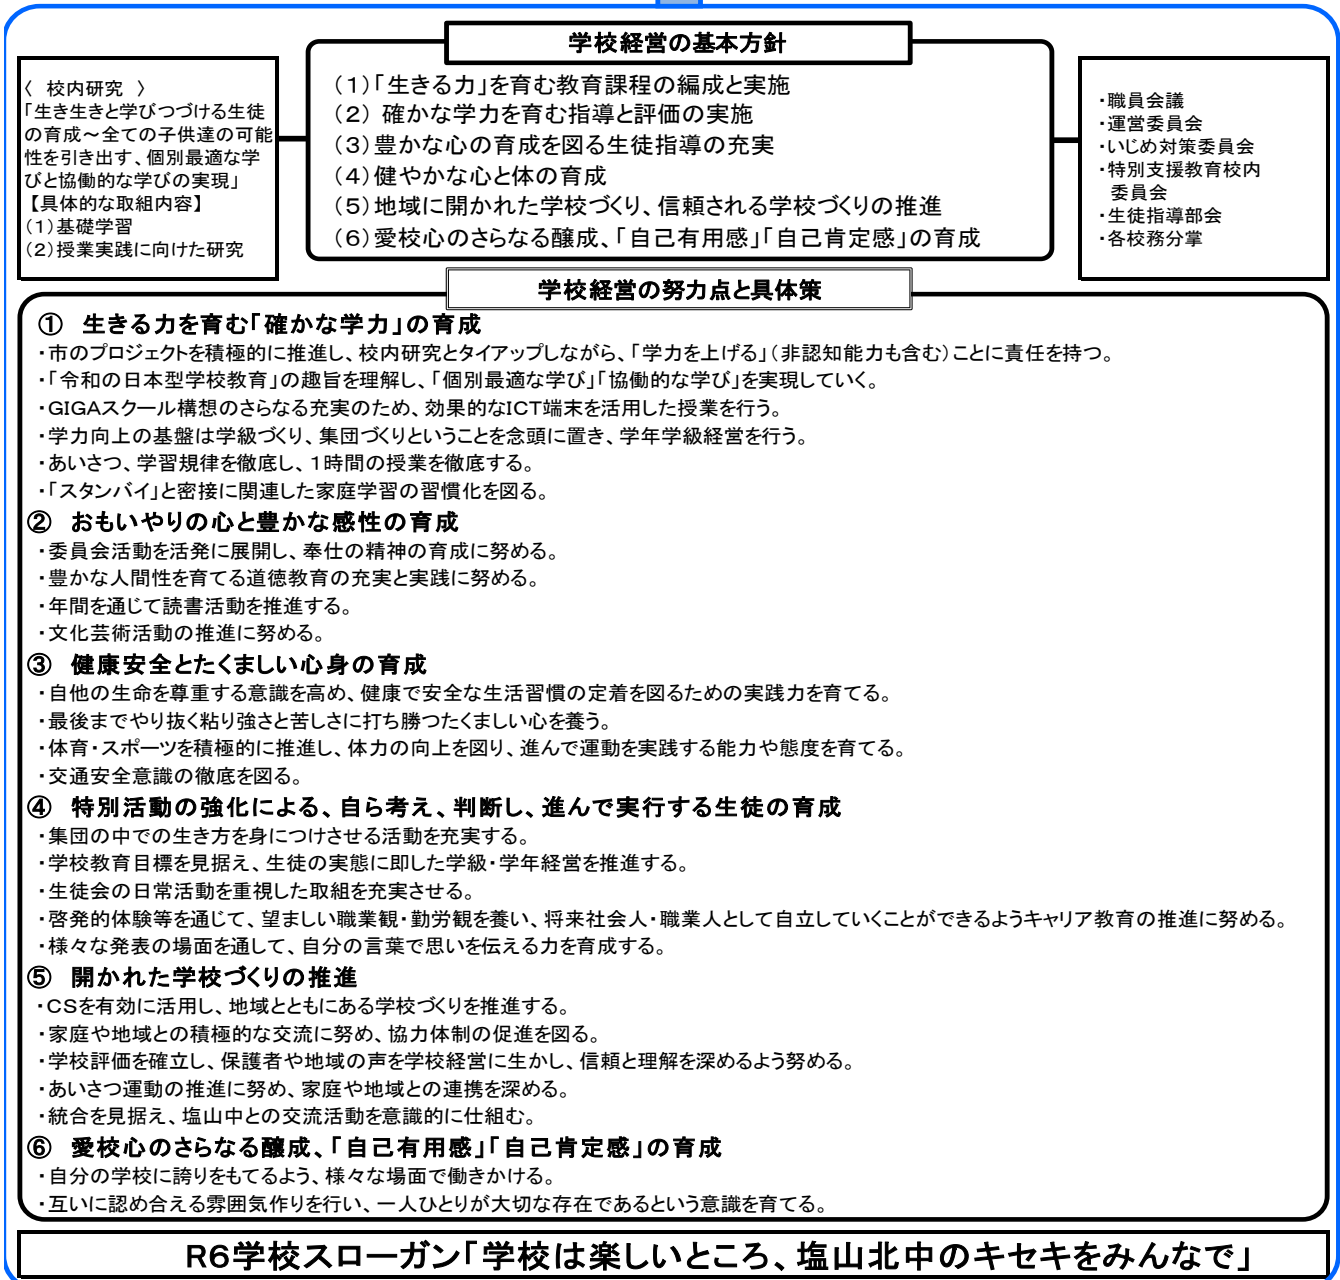 学校経営の基本方針
〈　校内研究　〉
「生き生きと学びつづける生徒
の育成～全ての子供達の可能
性を引き出す、個別最適な学
びと協働的な学びの実現」
【具体的な取組内容】
（１）基礎学習
（２）授業実践に向けた研究
（１）「生きる力」を育む教育課程の編成と実施
（２） 確かな学力を育む指導と評価の実施
（３）豊かな心の育成を図る生徒指導の充実
（４）健やかな心と体の育成
（５）地域に開かれた学校づくり、信頼される学校づくりの推進
（６）愛校心のさらなる醸成、「自己有用感」「自己肯定感」の育成
・職員会議
・運営委員会
・いじめ対策委員会
・特別支援教育校内
委員会
・生徒指導部会
・各校務分掌
学校経営の努力点と具体策
①　生きる力を育む「確かな学力」の育成
・市のプロジェクトを積極的に推進し、校内研究とタイアップしながら、「学力を上げる」（非認知能力も含む）ことに責任を持つ。
・「令和の日本型学校教育」の趣旨を理解し、「個別最適な学び」「協働的な学び」を実現していく。
・GIGAスクール構想のさらなる充実のため、効果的なICT端末を活用した授業を行う。
・学力向上の基盤は学級づくり、集団づくりということを念頭に置き、学年学級経営を行う。
・あいさつ、学習規律を徹底し、１時間の授業を徹底する。
・「スタンバイ」と密接に関連した家庭学習の習慣化を図る。
②　おもいやりの心と豊かな感性の育成
・委員会活動を活発に展開し、奉仕の精神の育成に努める。
・豊かな人間性を育てる道徳教育の充実と実践に努める。
・年間を通じて読書活動を推進する。
・文化芸術活動の推進に努める。
③　健康安全とたくましい心身の育成
・自他の生命を尊重する意識を高め、健康で安全な生活習慣の定着を図るための実践力を育てる。
・最後までやり抜く粘り強さと苦しさに打ち勝つたくましい心を養う。
・体育・スポーツを積極的に推進し、体力の向上を図り、進んで運動を実践する能力や態度を育てる。
・交通安全意識の徹底を図る。
④　特別活動の強化による、自ら考え、判断し、進んで実行する生徒の育成
・集団の中での生き方を身につけさせる活動を充実する。
・学校教育目標を見据え、生徒の実態に即した学級・学年経営を推進する。
・生徒会の日常活動を重視した取組を充実させる。
・啓発的体験等を通じて、望ましい職業観・勤労観を養い、将来社会人・職業人として自立していくことができるようキャリア教育の推進に努める。
・様々な発表の場面を通して、自分の言葉で思いを伝える力を育成する。
⑤　開かれた学校づくりの推進
・ＣＳを有効に活用し、地域とともにある学校づくりを推進する。
・家庭や地域との積極的な交流に努め、協力体制の促進を図る。
・学校評価を確立し、保護者や地域の声を学校経営に生かし、信頼と理解を深めるよう努める。
・あいさつ運動の推進に努め、家庭や地域との連携を深める。
・統合を見据え、塩山中との交流活動を意識的に仕組む。
⑥　愛校心のさらなる醸成、「自己有用感」「自己肯定感」の育成
・自分の学校に誇りをもてるよう、様々な場面で働きかける。
・互いに認め合える雰囲気作りを行い、一人ひとりが大切な存在であるという意識を育てる。
Ｒ６学校スローガン「学校は楽しいところ、塩山北中のキセキをみんなで」